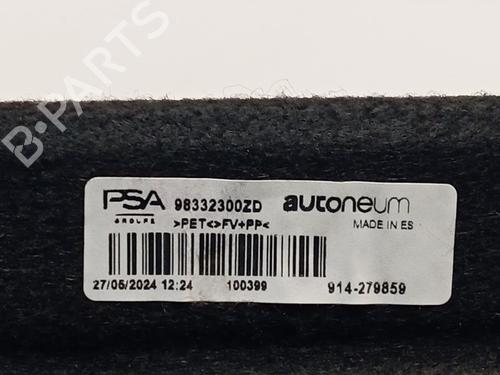 B-PARTS
PSA 98332300ZD autoneum
GROUPE >PET<>FV+PP< MADE IN ES
27/05/2024 12:24 100399 914-279859